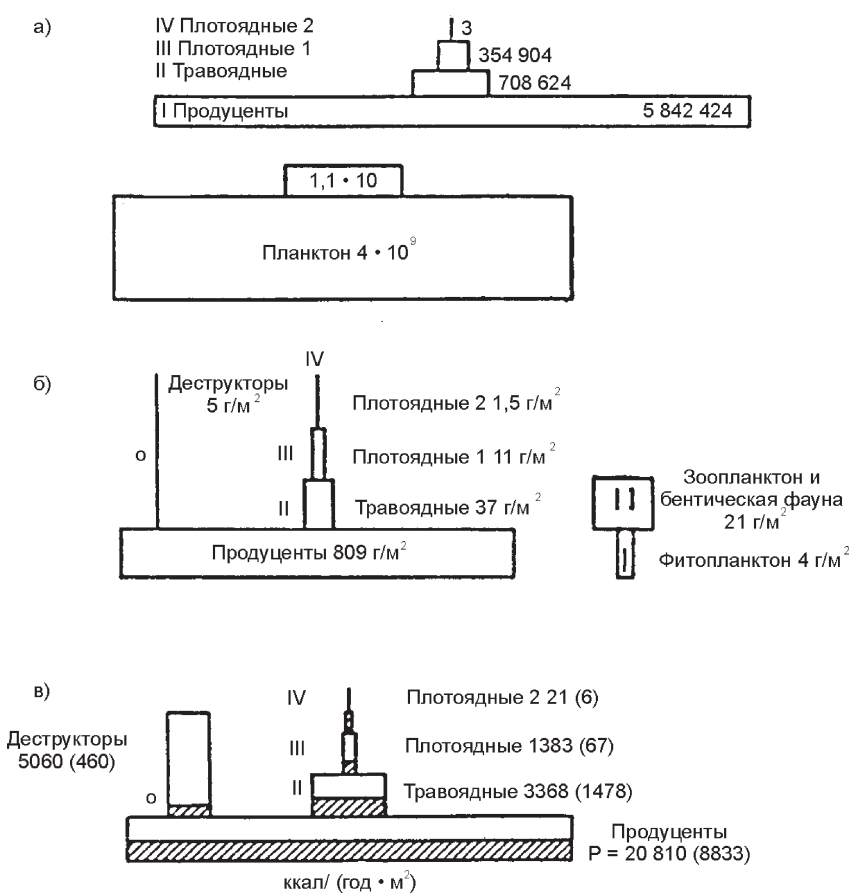 а)
IV Плотоядные 2
III Плотоядные 1
II Травоядные
3
354 904
708 624
I Продуценты
5 842 424
1,1 • 10
Планктон 4 • 10⁹
б)
Деструкторы
5 г/м²
IV
Плотоядные 2 1,5 г/м²
о
III
Плотоядные 1 11 г/м²
II
Травоядные 37 г/м²
Продуценты 809 г/м²
II
Зоопланктон и
бентическая фауна
21 г/м²
I
Фитопланктон 4 г/м²
в)
IV
Плотоядные 2 21 (6)
Деструкторы
5060 (460)
III
Плотоядные 1383 (67)
о
II
Травоядные 3368 (1478)
Продуценты
P = 20 810 (8833)
ккал/ (год • м²)